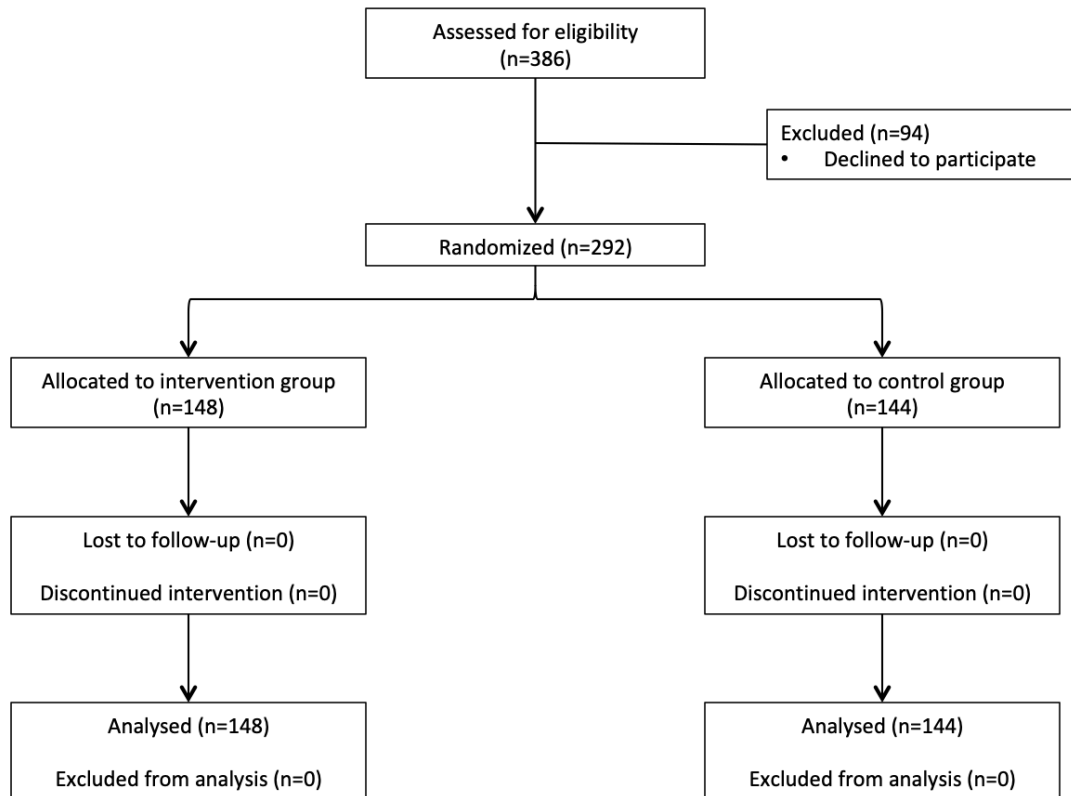 Assessed for eligibility
(n=386)
Excluded (n=94)
• Declined to participate
Randomized (n=292)
Allocated to intervention group
(n=148)
Allocated to control group
(n=144)
Lost to follow-up (n=0)
Discontinued intervention (n=0)
Lost to follow-up (n=0)
Discontinued intervention (n=0)
Analysed (n=148)
Excluded from analysis (n=0)
Analysed (n=144)
Excluded from analysis (n=0)